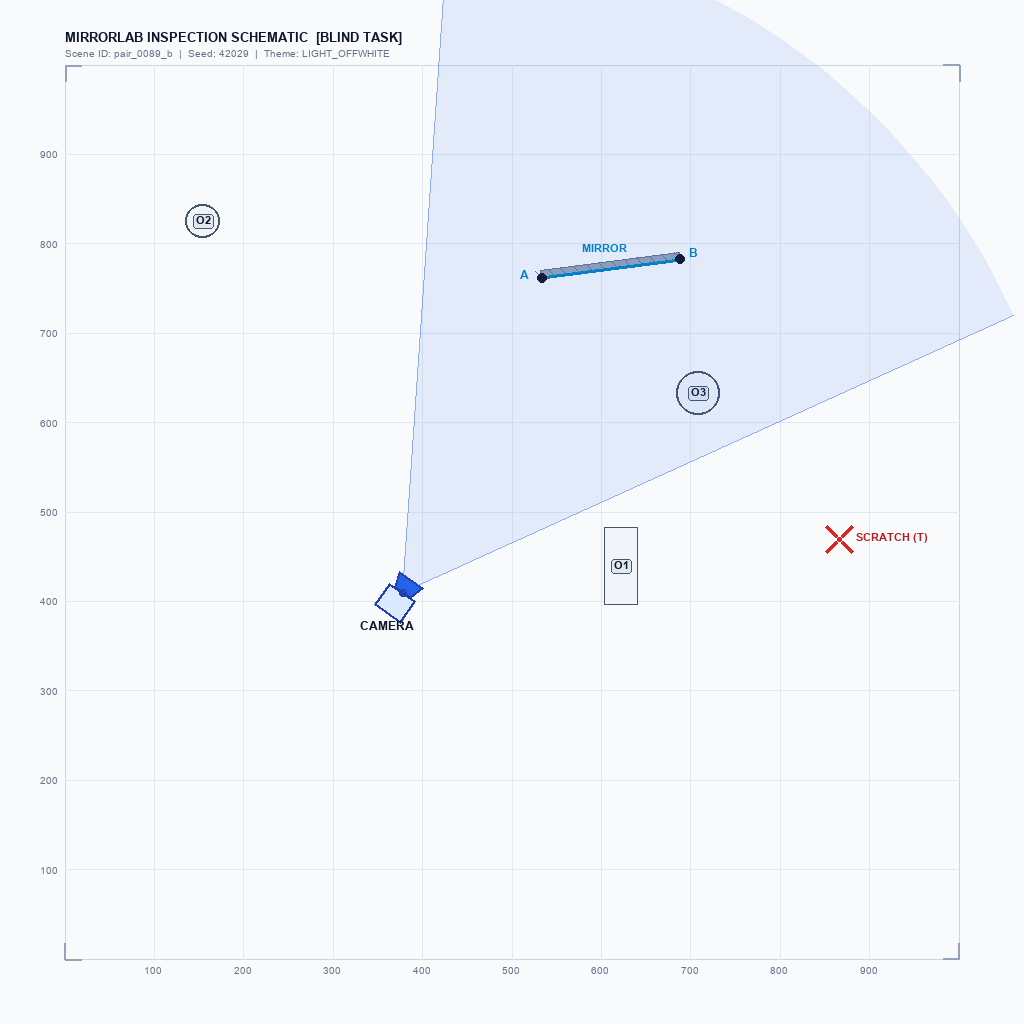 MIRRORLAB INSPECTION SCHEMATIC [BLIND TASK]
Scene ID: pair_0089_b | Seed: 42029 | Theme: LIGHT_OFFWHITE
900
O2
800
MIRROR
B
A
700
O3
600
500
SCRATCH (T)
O1
400
CAMERA
300
200
100
100 200 300 400 500 600 700 800 900